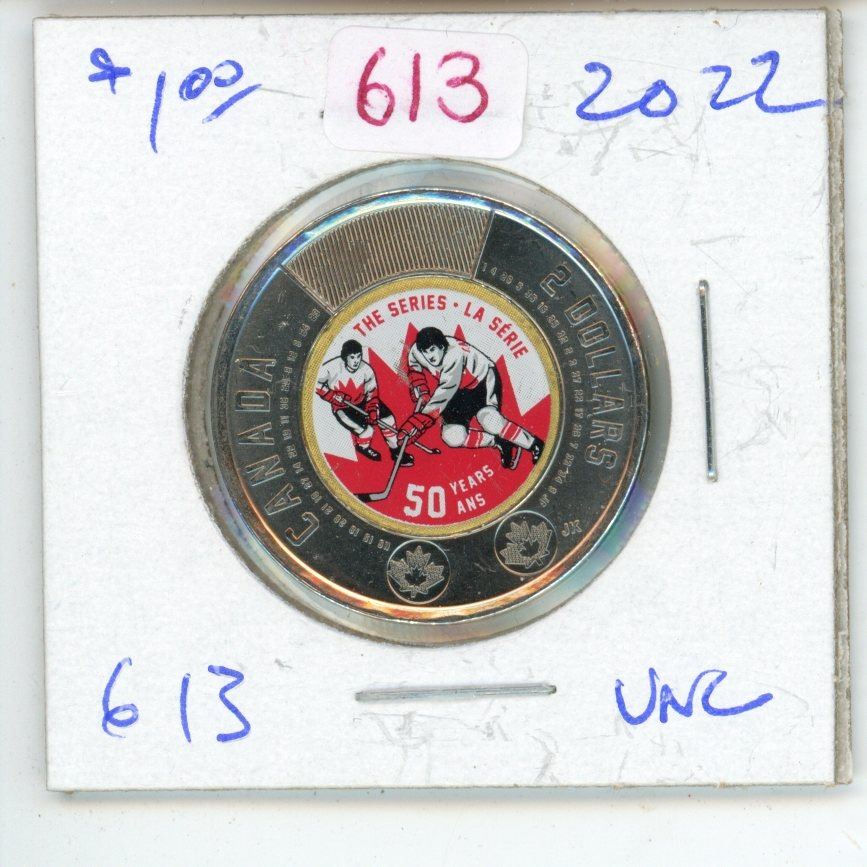 $1.00 613 2022
THE SERIES · LA SÉRIE
CANADA
2 DOLLARS
50 YEARS
ANS
JK
613 UNC